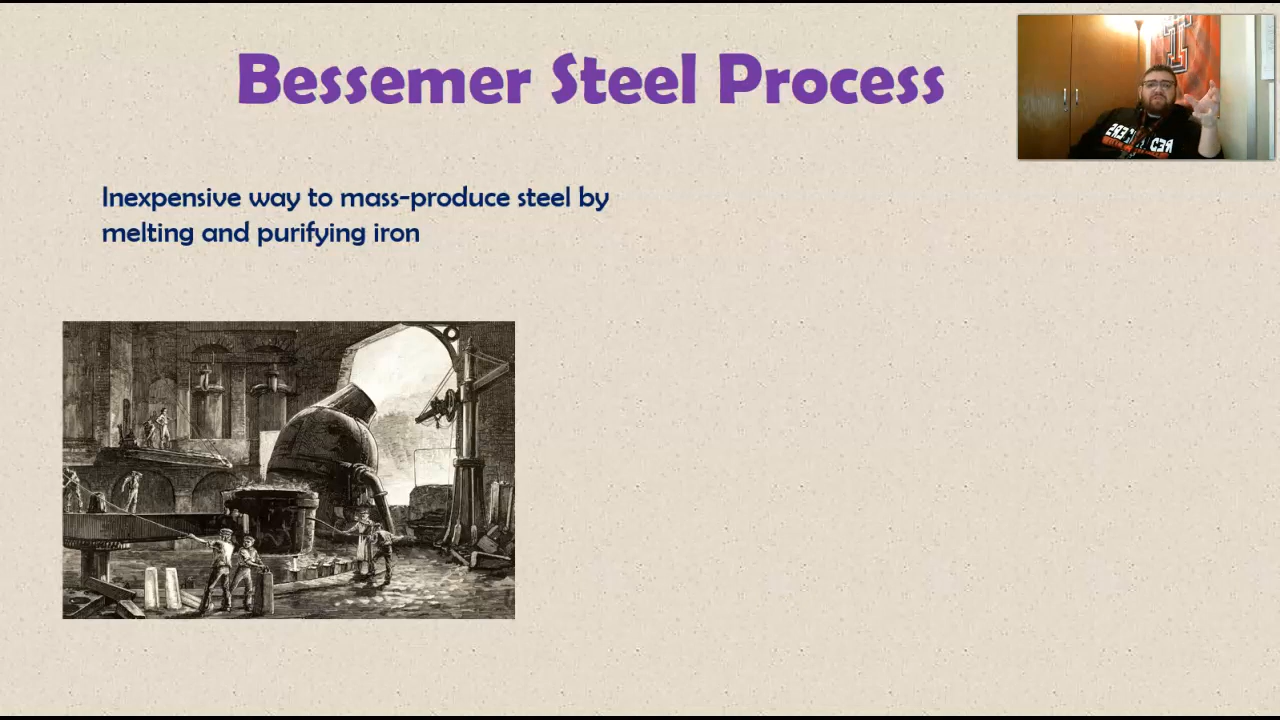 Bessemer Steel Process
Inexpensive way to mass-produce steel by
melting and purifying iron